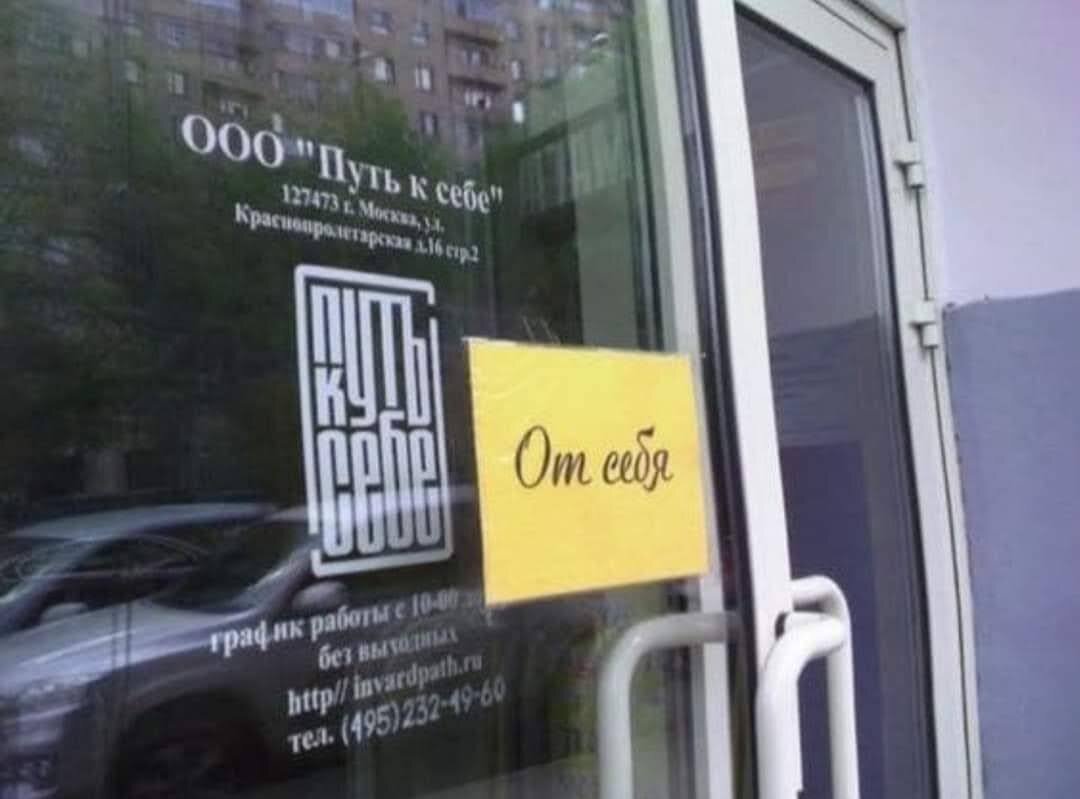 ООО "Путь к себе"
127473 г. Москва, ул.
Краснопролетарская д.16 стр.2
ПУТЬ
К
СЕБЕ
От себя
график работы с 10-00
без выходных
http// invardpath.ru
тел. (495)232-49-60